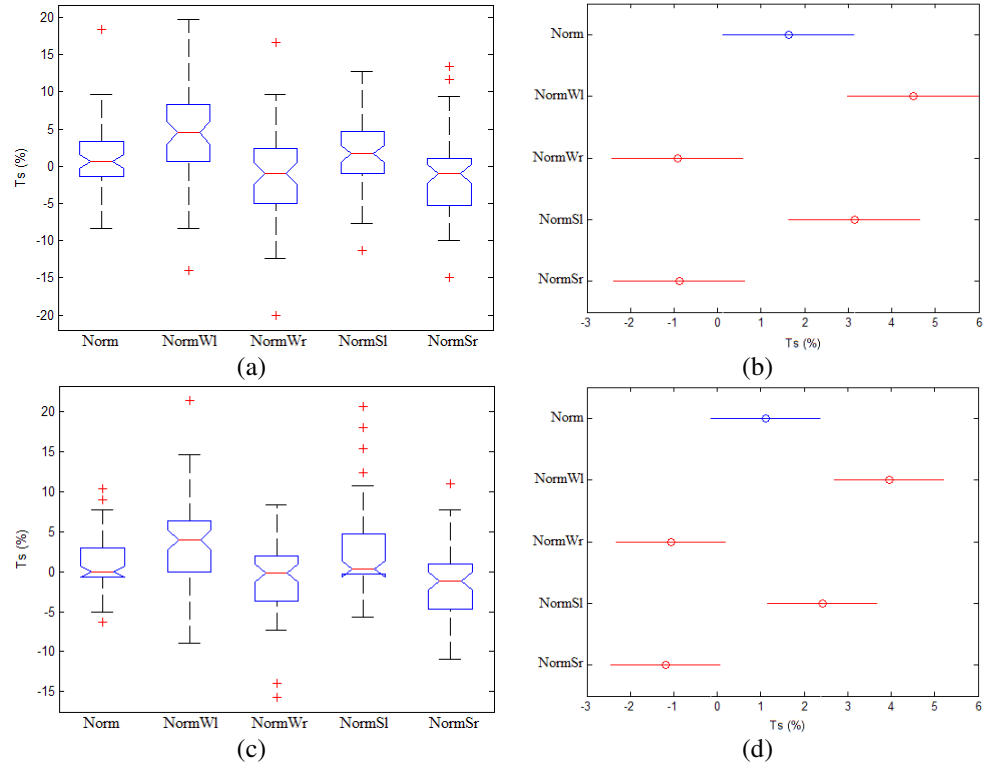 20
15
10
5
0
-5
-10
-15
-20
Ts (%)
Norm NormWl NormWr NormSl NormSr
(a)
Norm
NormWl
NormWr
NormSl
NormSr
-3 -2 -1 0 1 2 3 4 5 6
Ts (%)
(b)
20
15
10
5
0
-5
-10
-15
Ts (%)
Norm NormWl NormWr NormSl NormSr
(c)
Norm
NormWl
NormWr
NormSl
NormSr
-3 -2 -1 0 1 2 3 4 5 6
Ts (%)
(d)